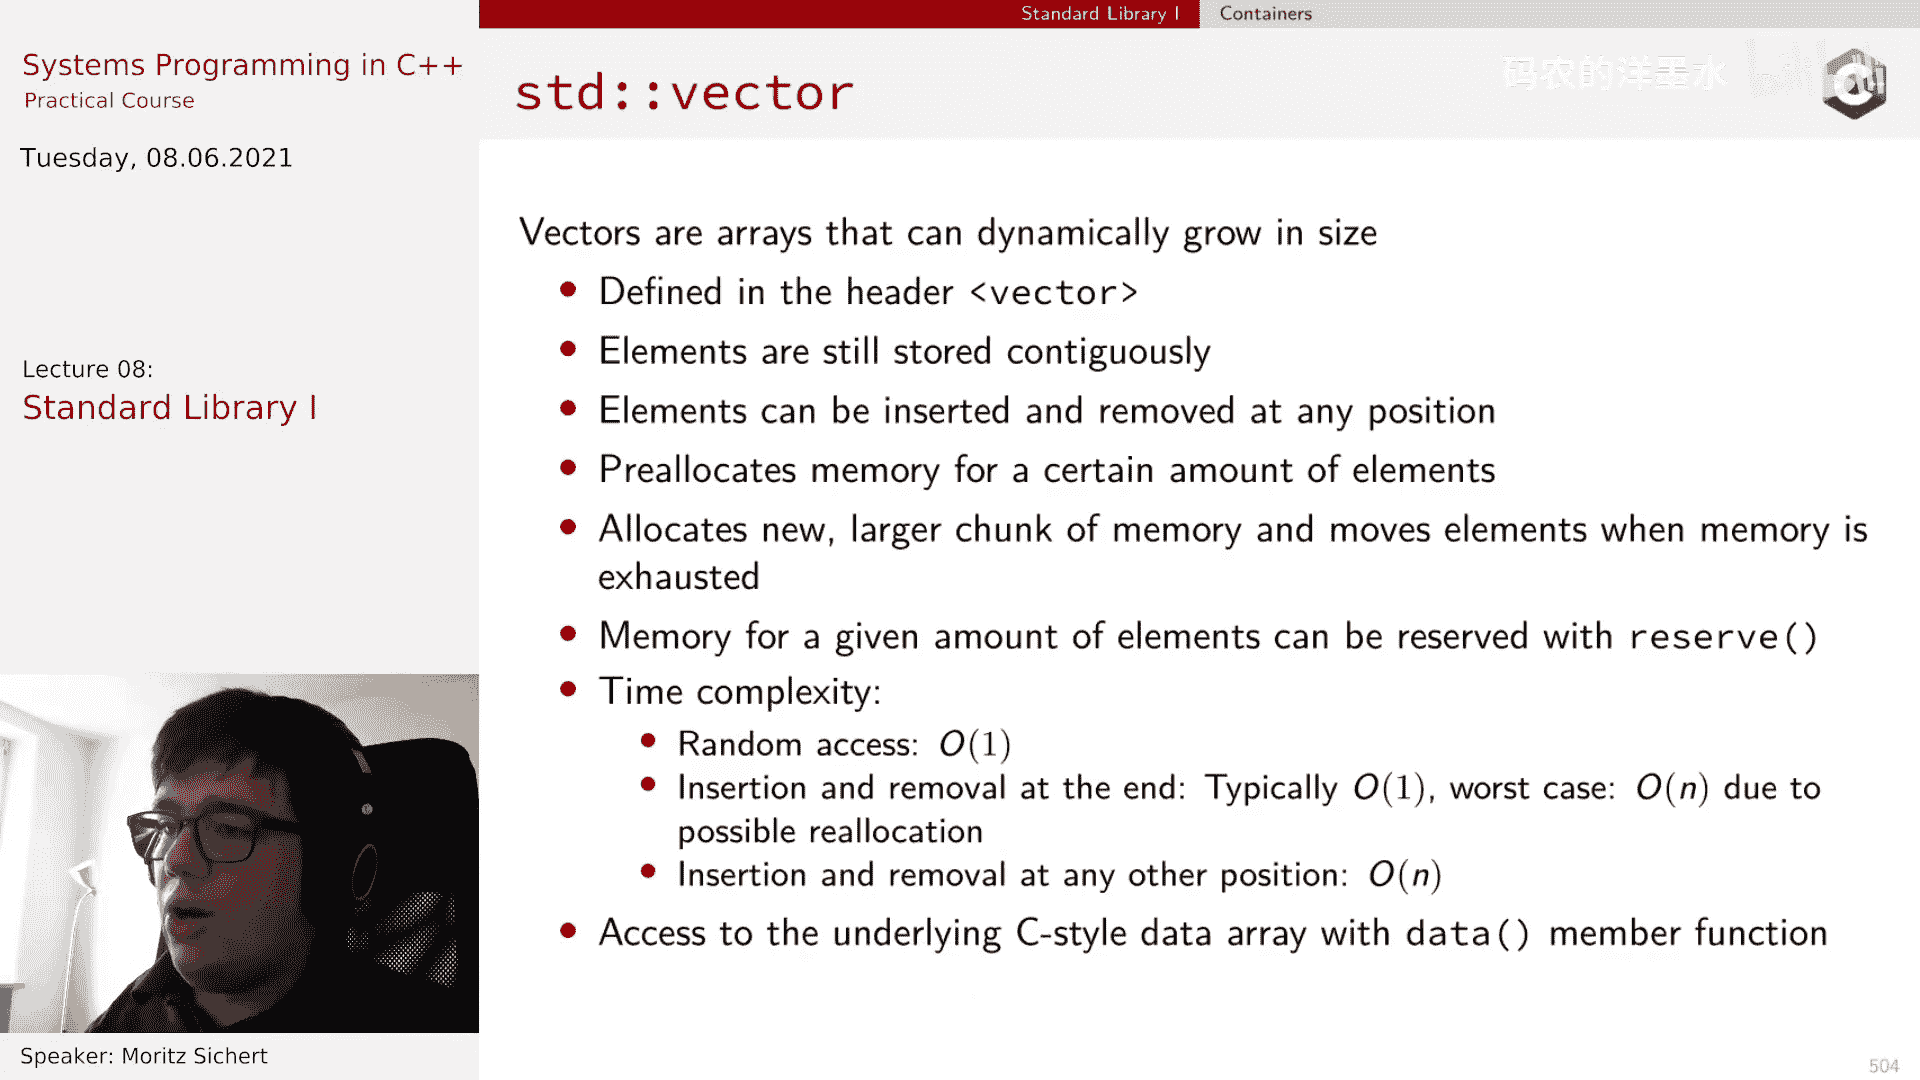 Standard Library I
Containers
Systems Programming in C++
Practical Course
Tuesday, 08.06.2021
Lecture 08:
Standard Library I
Speaker: Moritz Sichert
std::vector
码农的洋墨水
Vectors are arrays that can dynamically grow in size
• Defined in the header <vector>
• Elements are still stored contiguously
• Elements can be inserted and removed at any position
• Preallocates memory for a certain amount of elements
• Allocates new, larger chunk of memory and moves elements when memory is
exhausted
• Memory for a given amount of elements can be reserved with reserve()
• Time complexity:
• Random access: O(1)
• Insertion and removal at the end: Typically O(1), worst case: O(n) due to
possible reallocation
• Insertion and removal at any other position: O(n)
• Access to the underlying C-style data array with data() member function
504